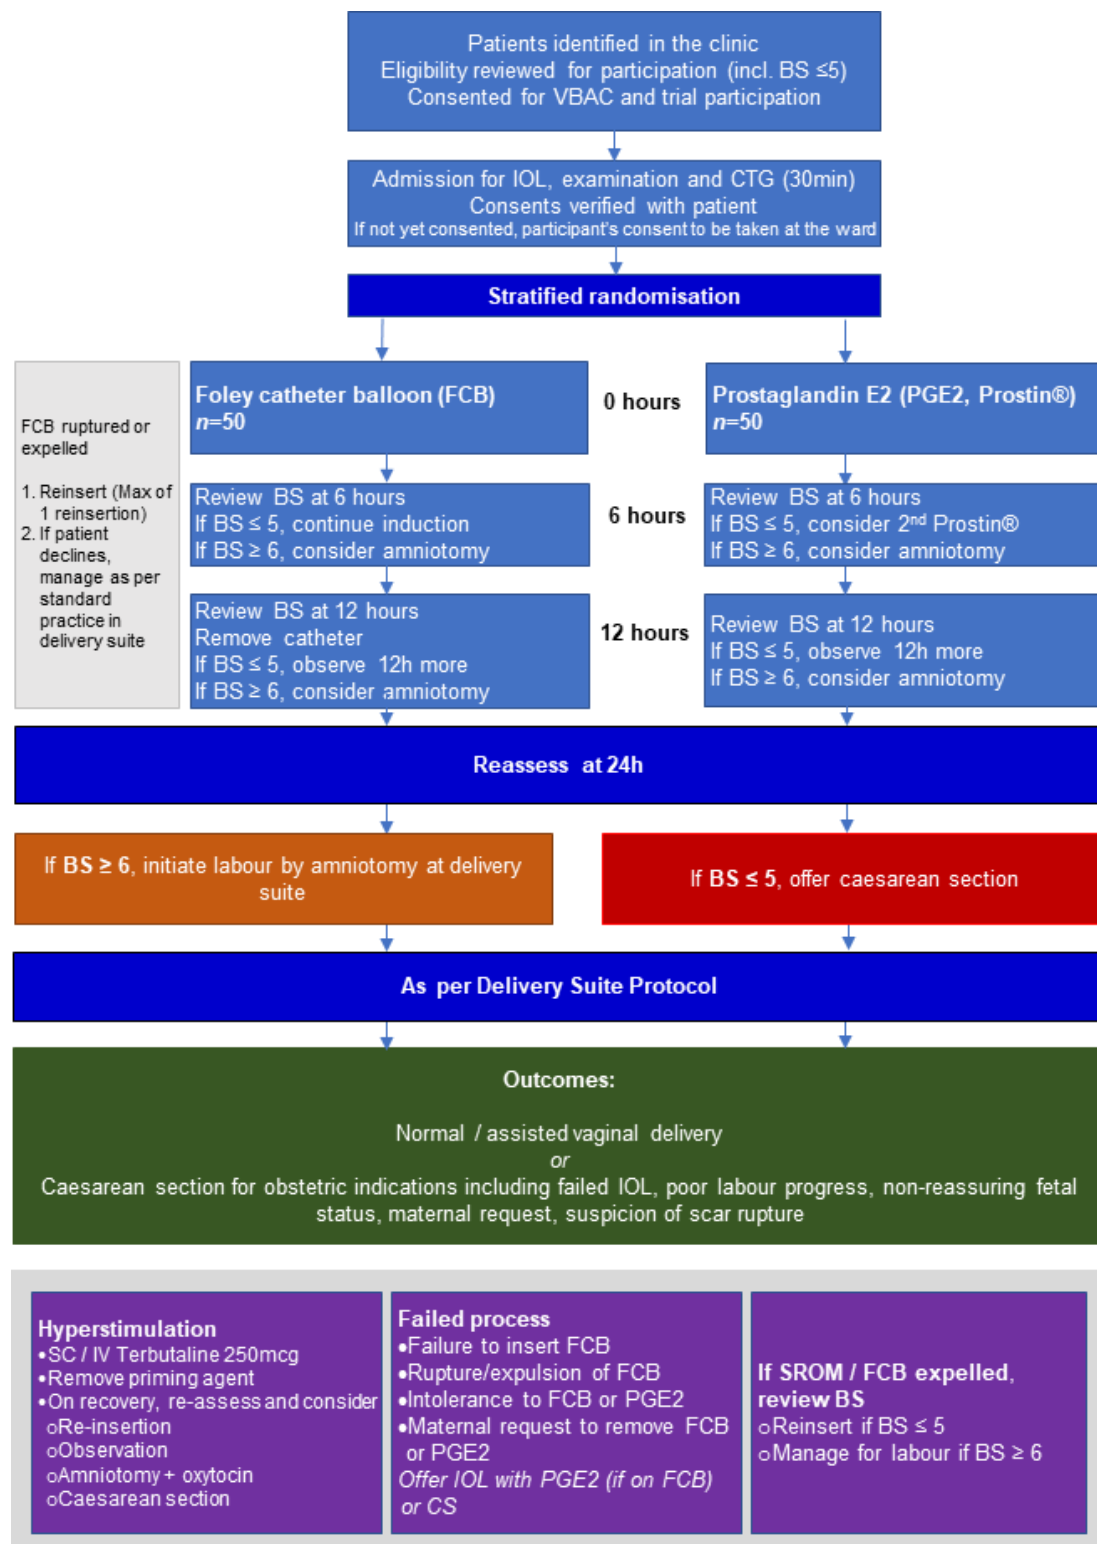 Patients identified in the clinic
Eligibility reviewed for participation (incl. BS ≤5)
Consented for VBAC and trial participation
Admission for IOL, examination and CTG (30min)
Consents verified with patient
If not yet consented, participant's consent to be taken at the ward
Stratified randomisation
FCB ruptured or
expelled
1. Reinsert (Max of
1 reinsertion)
2. If patient
declines,
manage as per
standard
practice in
delivery suite
Foley catheter balloon (FCB)
n=50
0 hours
Prostaglandin E2 (PGE2, Prostin®)
n=50
Review BS at 6 hours
If BS ≤ 5, continue induction
If BS ≥ 6, consider amniotomy
6 hours
Review BS at 6 hours
If BS ≤ 5, consider 2nd Prostin®
If BS ≥ 6, consider amniotomy
Review BS at 12 hours
Remove catheter
If BS ≤ 5, observe 12h more
If BS ≥ 6, consider amniotomy
12 hours
Review BS at 12 hours
If BS ≤ 5, observe 12h more
If BS ≥ 6, consider amniotomy
Reassess at 24h
If BS ≥ 6, initiate labour by amniotomy at delivery
suite
If BS ≤ 5, offer caesarean section
As per Delivery Suite Protocol
Outcomes:
Normal / assisted vaginal delivery
or
Caesarean section for obstetric indications including failed IOL, poor labour progress, non-reassuring fetal
status, maternal request, suspicion of scar rupture
Hyperstimulation
•SC / IV Terbutaline 250mcg
•Remove priming agent
•On recovery, re-assess and consider
oRe-insertion
oObservation
oAmniotomy + oxytocin
oCaesarean section
Failed process
•Failure to insert FCB
•Rupture/expulsion of FCB
•Intolerance to FCB or PGE2
•Maternal request to remove FCB
or PGE2
Offer IOL with PGE2 (if on FCB)
or CS
If SROM / FCB expelled,
review BS
oReinsert if BS ≤ 5
oManage for labour if BS ≥ 6